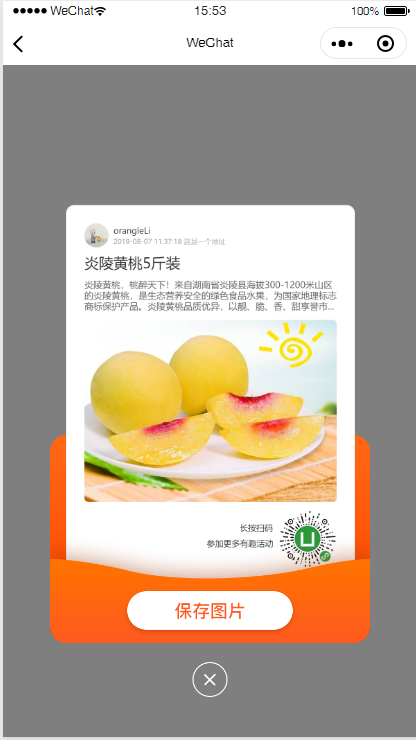 WeChat
15:53
100%
WeChat
orangleLi
2019-08-07 11:37:18 这是一个地址
炎陵黄桃5斤装
炎陵黄桃，桃醉天下！来自湖南省炎陵县海拔300-1200米山区
的炎陵黄桃，是生态营养安全的绿色食品水果，为国家地理标志
商标保护产品。炎陵黄桃品质优异，以靓、脆、香、甜享誉市...
长按扫码
参加更多有趣活动
保存图片